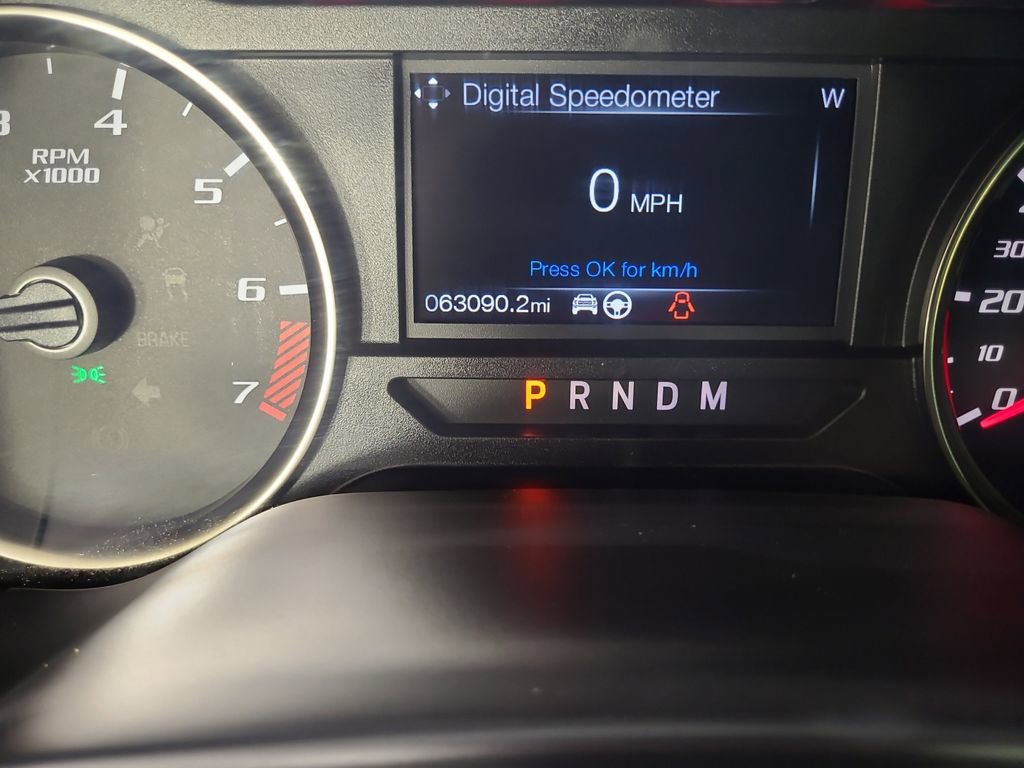 3
4
RPM
x1000
5
6
BRAKE
7
Digital Speedometer W
0 MPH
Press OK for km/h
063090.2mi
P R N D M
30
20
10
0